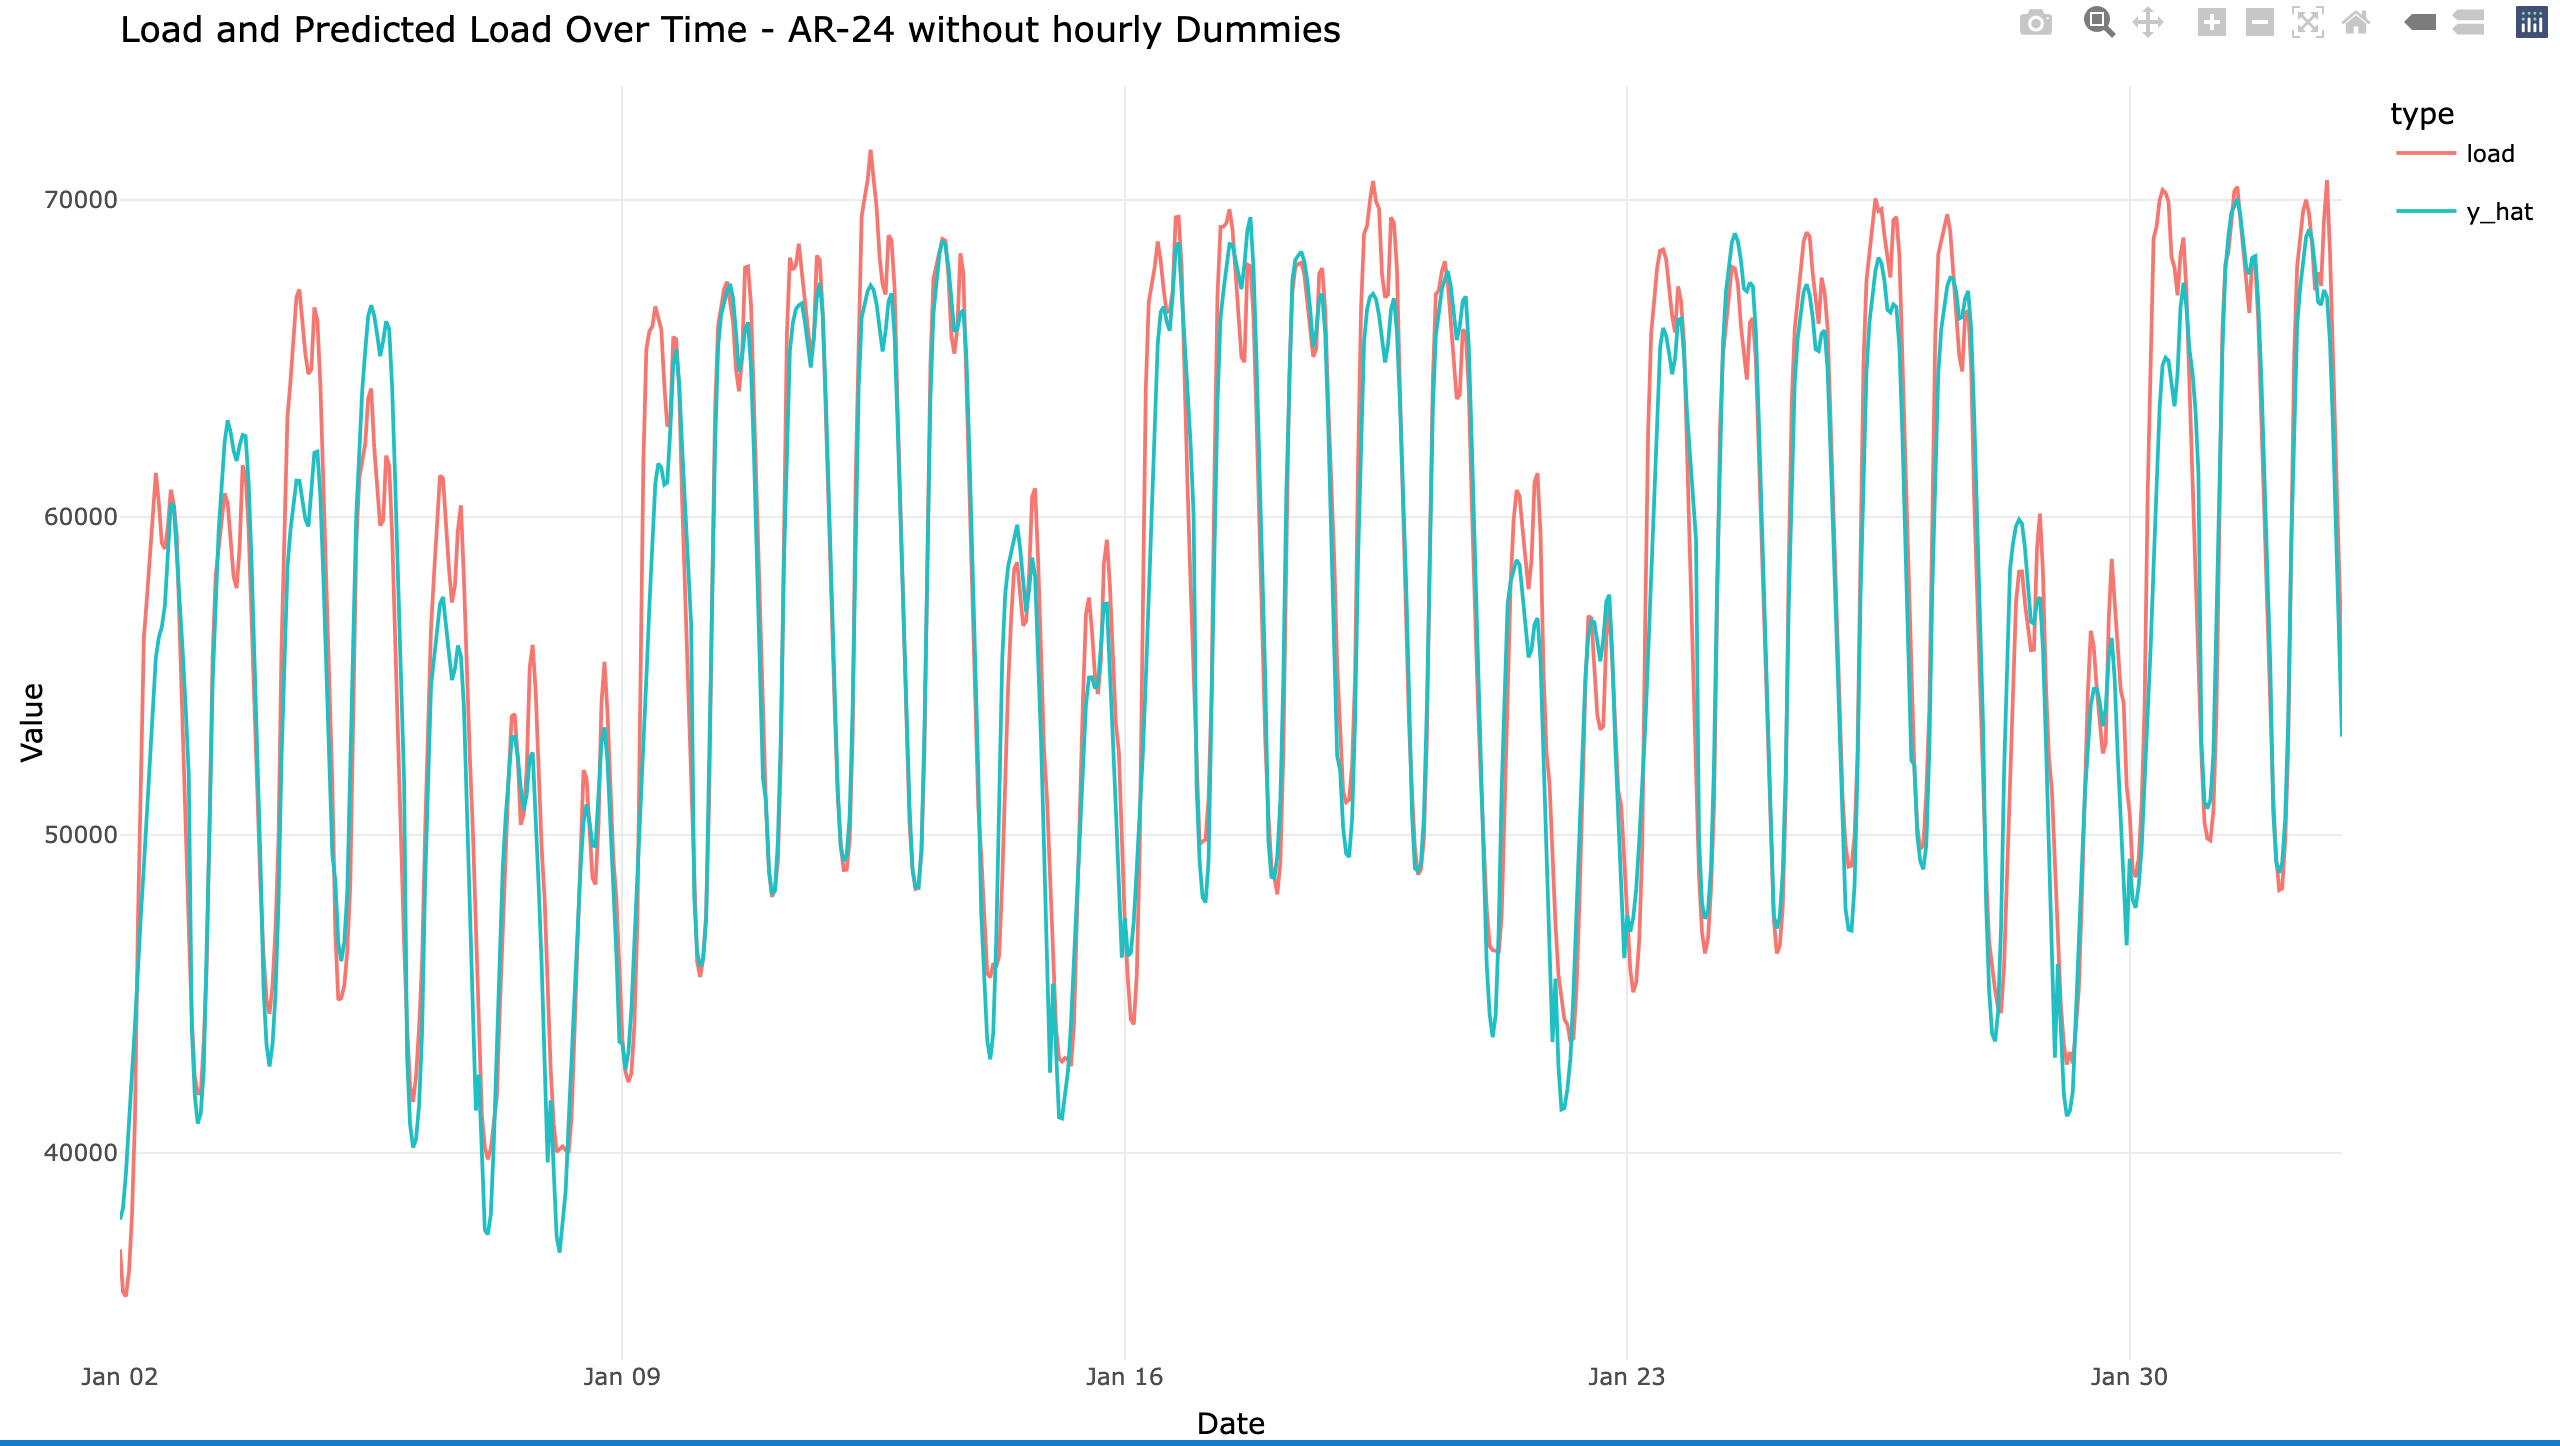 Load and Predicted Load Over Time - AR-24 without hourly Dummies
type
load
y_hat
70000
60000
50000
40000
Value
Jan 02
Jan 09
Jan 16
Jan 23
Jan 30
Date